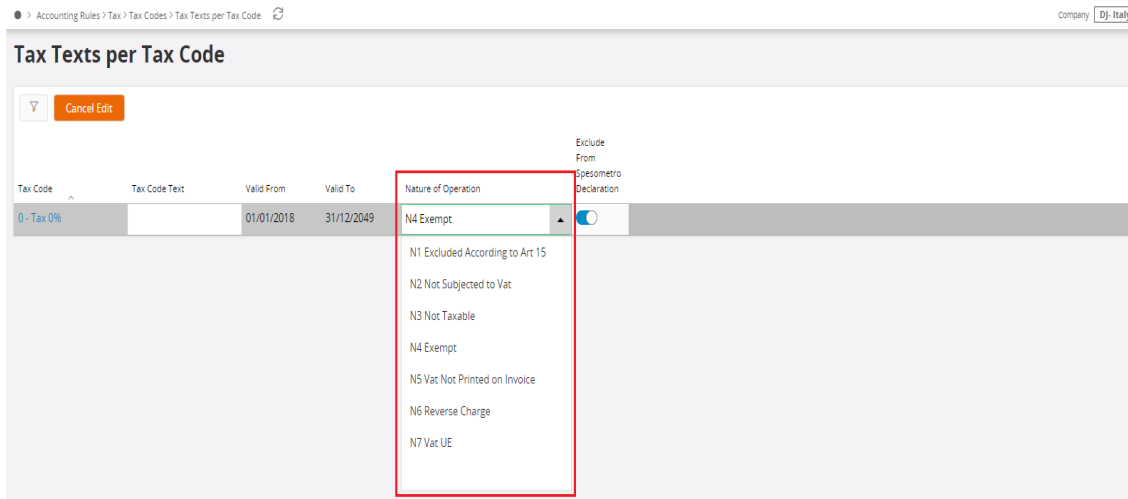 > Accounting Rules > Tax > Tax Codes > Tax Texts per Tax Code
Company DJ- Italy
Tax Texts per Tax Code
Cancel Edit
Tax Code
Tax Code Text
Valid From
Valid To
Nature of Operation
Exclude
From
Spesometro
Declaration
0 - Tax 0%
01/01/2018
31/12/2049
N4 Exempt
N1 Excluded According to Art 15
N2 Not Subjected to Vat
N3 Not Taxable
N4 Exempt
N5 Vat Not Printed on Invoice
N6 Reverse Charge
N7 Vat UE